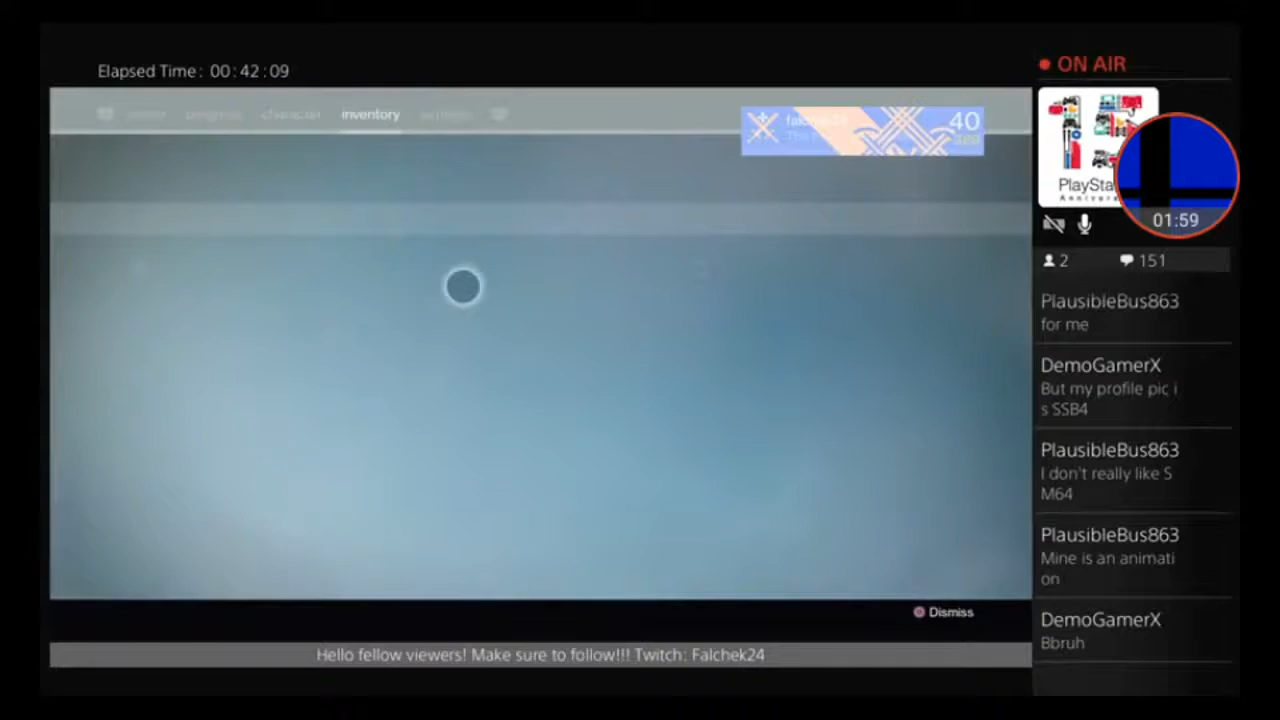 Elapsed Time: 00:42:09
ON AIR
inventory
40
PlaySta
01:59
2
151
PlausibleBus863
for me
DemoGamerX
But my profile pic i
s SSB4
PlausibleBus863
I don't really like S
M64
PlausibleBus863
Mine is an animati
on
DemoGamerX
Bbruh
Dismiss
Hello fellow viewers! Make sure to follow!!! Twitch: Falchek24